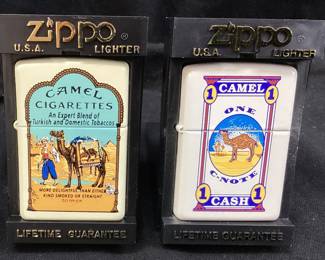 zippo
U.S.A. LIGHTER
CAMEL
CIGARETTES
An Expert Blend of
Turkish and Domestic Tobaccos
MORE DELIGHTFUL THAN EITHER
KIND SMOKED OR STRAIGHT
LIFETIME GUARANTEE
zippo
U.S.A. LIGHTER
1 CAMEL 1
ONE
C-NOTE
1 CASH 1
LIFETIME GUARANTEE